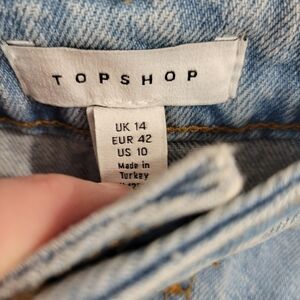 TOPSHOP
UK 14
EUR 42
US 10
Made in
Turkey